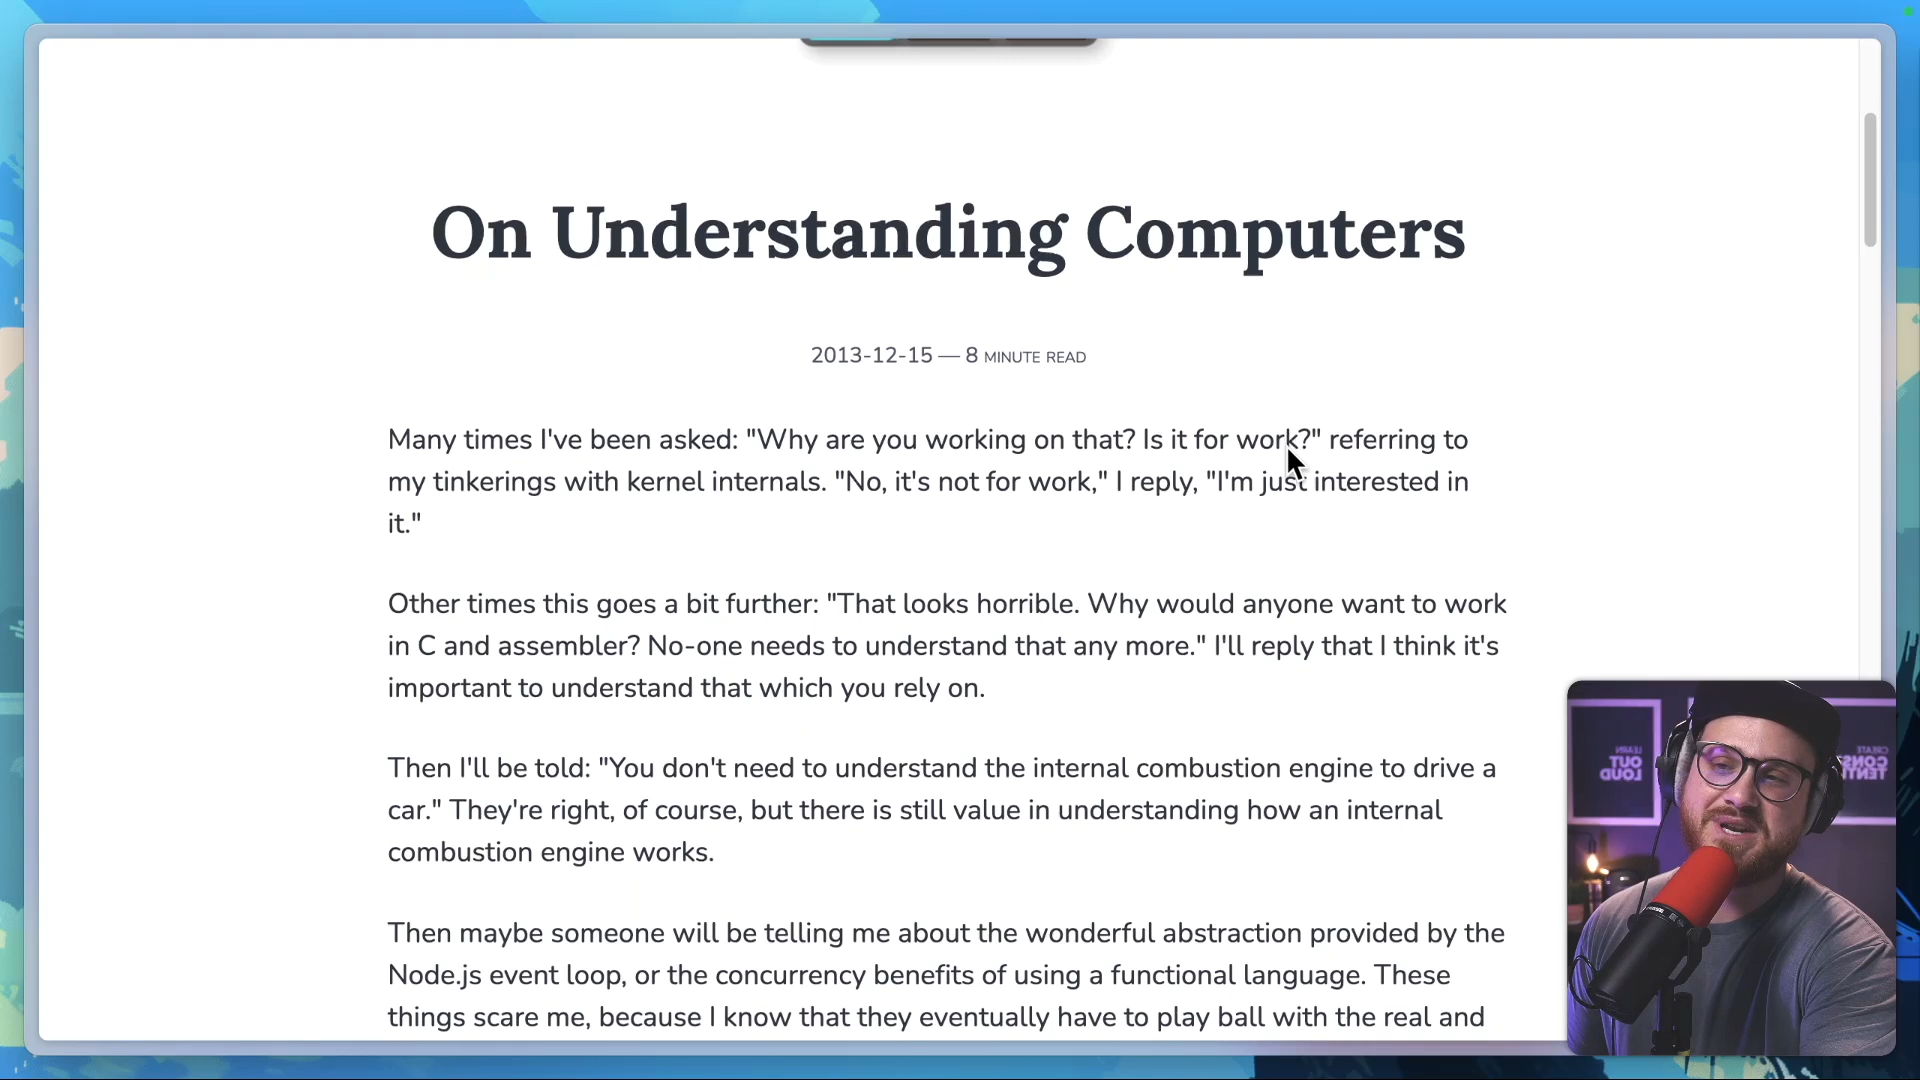 On Understanding Computers
2013-12-15 — 8 MINUTE READ
Many times I've been asked: "Why are you working on that? Is it for work?" referring to
my tinkerings with kernel internals. "No, it's not for work," I reply, "I'm just interested in
it."
Other times this goes a bit further: "That looks horrible. Why would anyone want to work
in C and assembler? No-one needs to understand that any more." I'll reply that I think it's
important to understand that which you rely on.
Then I'll be told: "You don't need to understand the internal combustion engine to drive a
car." They're right, of course, but there is still value in understanding how an internal
combustion engine works.
Then maybe someone will be telling me about the wonderful abstraction provided by the
Node.js event loop, or the concurrency benefits of using a functional language. These
things scare me, because I know that they eventually have to play ball with the real and
LEARN
OUT
LOUD
CREATE